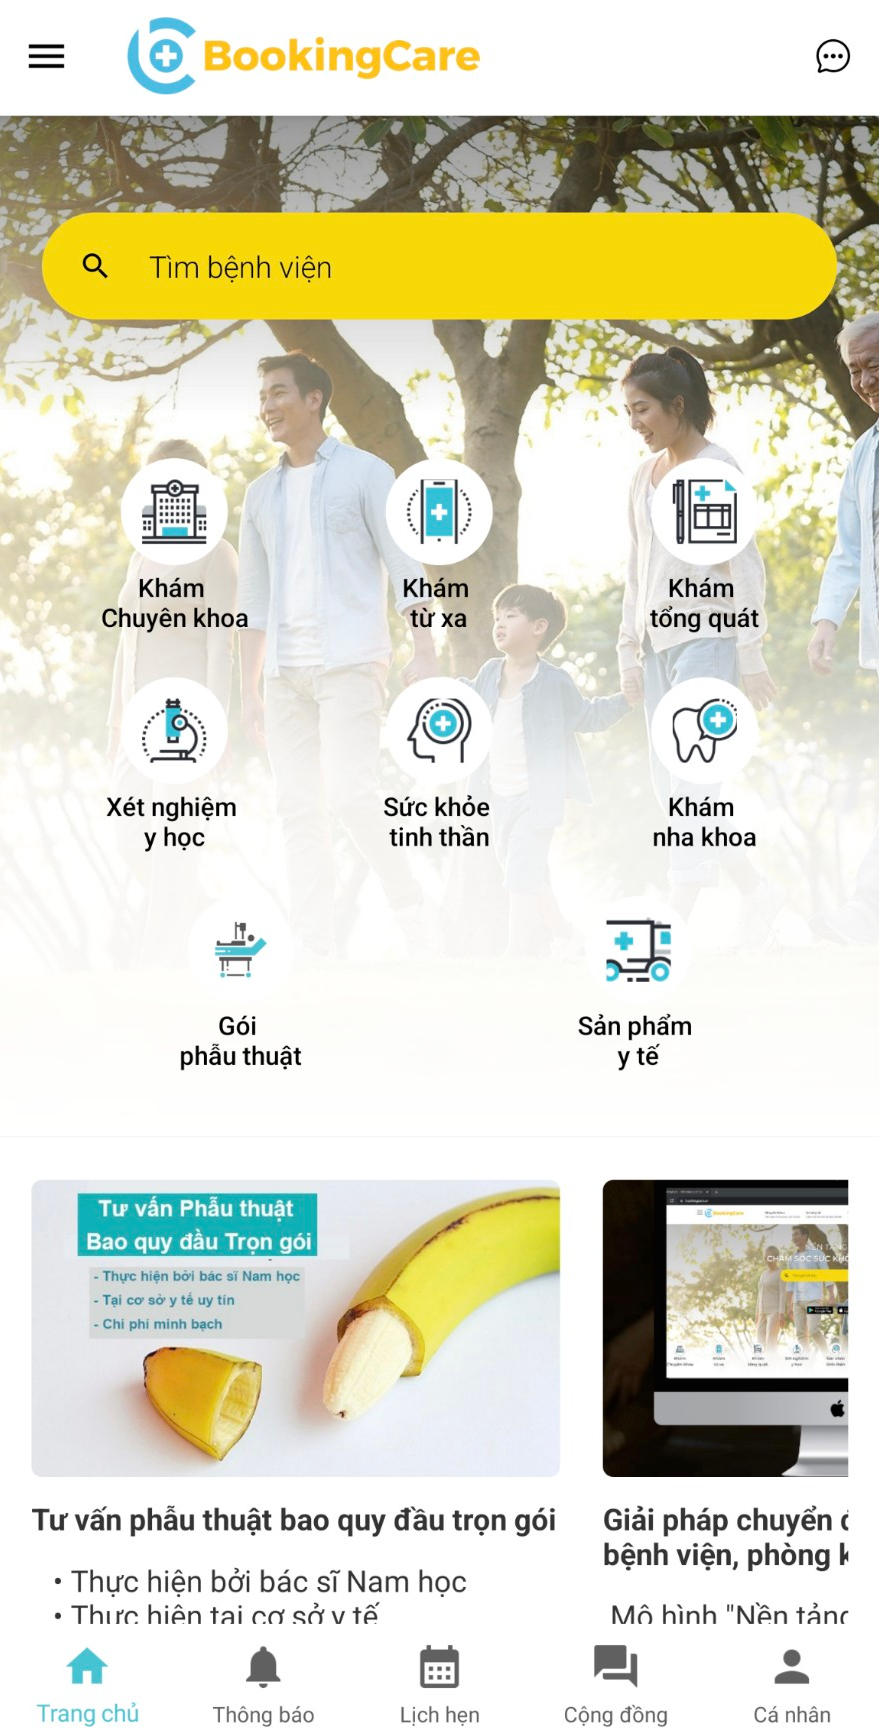 BookingCare
Tìm bệnh viện
Khám
Chuyên khoa
Khám
từ xa
Khám
tổng quát
Xét nghiệm
y học
Sức khỏe
tinh thần
Khám
nha khoa
Gói
phẫu thuật
Sản phẩm
y tế
Tư vấn Phẫu thuật
Bao quy đầu Trọn gói
- Thực hiện bởi bác sĩ Nam học
- Tại cơ sở y tế uy tín
- Chi phí minh bạch
BookingCare
Tư vấn phẫu thuật bao quy đầu trọn gói
• Thực hiện bởi bác sĩ Nam học
• Thực hiện tại cơ sở y tế
Giải pháp chuyển
bệnh viện, phòng
Mô hình "Nền tảng
Trang chủ
Thông báo
Lịch hẹn
Cộng đồng
Cá nhân